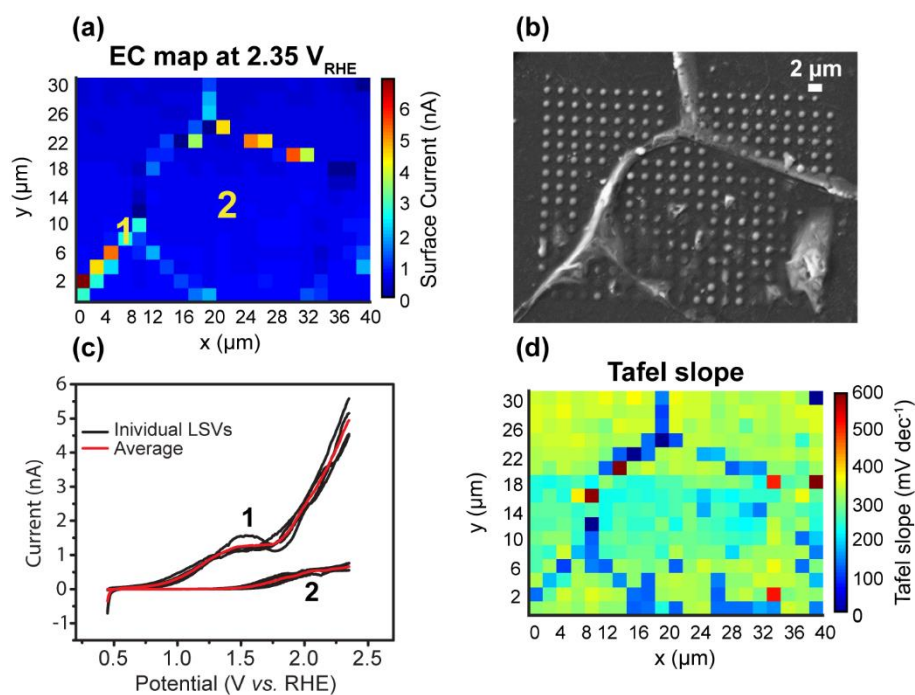 (a)
EC map at 2.35 V_RHE
30
26
22
18
14
10
6
2
y (µm)
1
2
0 4 8 12 16 20 24 28 32 36 40
x (µm)
6
5
4
3
2
1
0
Surface Current (nA)
(b)
2 µm
(c)
6
5
4
3
2
1
0
-1
Current (nA)
Inividual LSVs
Average
1
2
0.5 1.0 1.5 2.0 2.5
Potential (V vs. RHE
(d)
Tafel slope
30
26
22
18
14
10
6
2
y (µm)
0 4 8 12 16 20 24 28 32 36 40
x (µm)
600
500
400
300
200
100
0
Tafel slope (mV dec⁻¹)